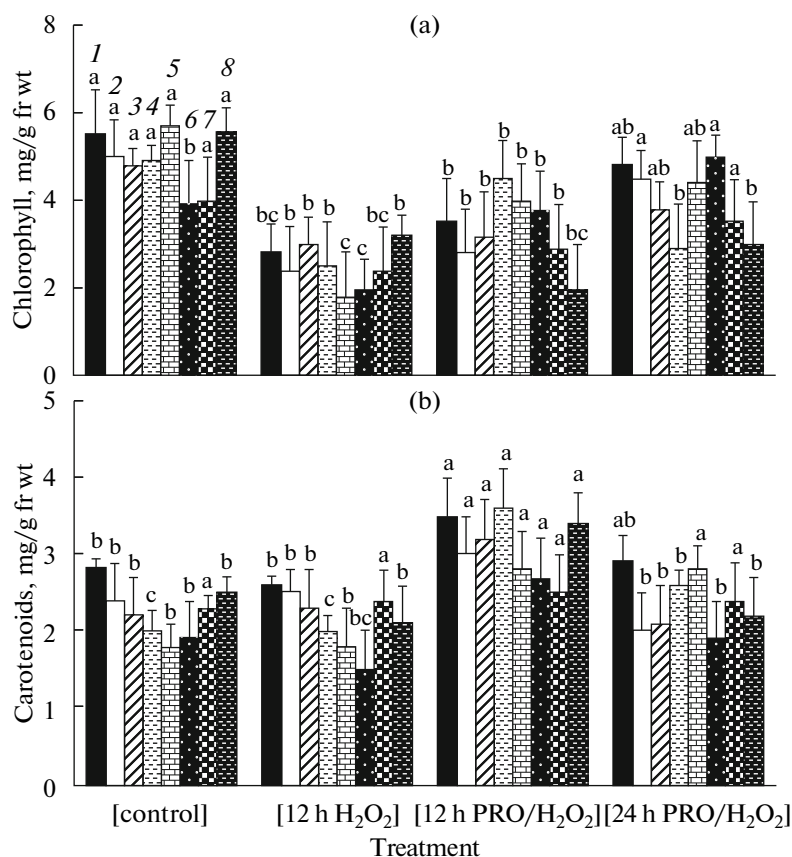 (a)
1 2 3 4 5 6 7 8
a a a a a b a a
bc b b b c c bc b
b b b b b b b bc
ab a ab b ab a a b
8
6
4
2
0
Chlorophyll, mg/g fr wt
(b)
b b b c b b a b
b b b c b bc a b
a a a a a a a a
ab b b b a b a b
5
4
3
2
1
0
Carotenoids, mg/g fr wt
[control] [12 h H₂O₂] [12 h PRO/H₂O₂] [24 h PRO/H₂O₂]
Treatment